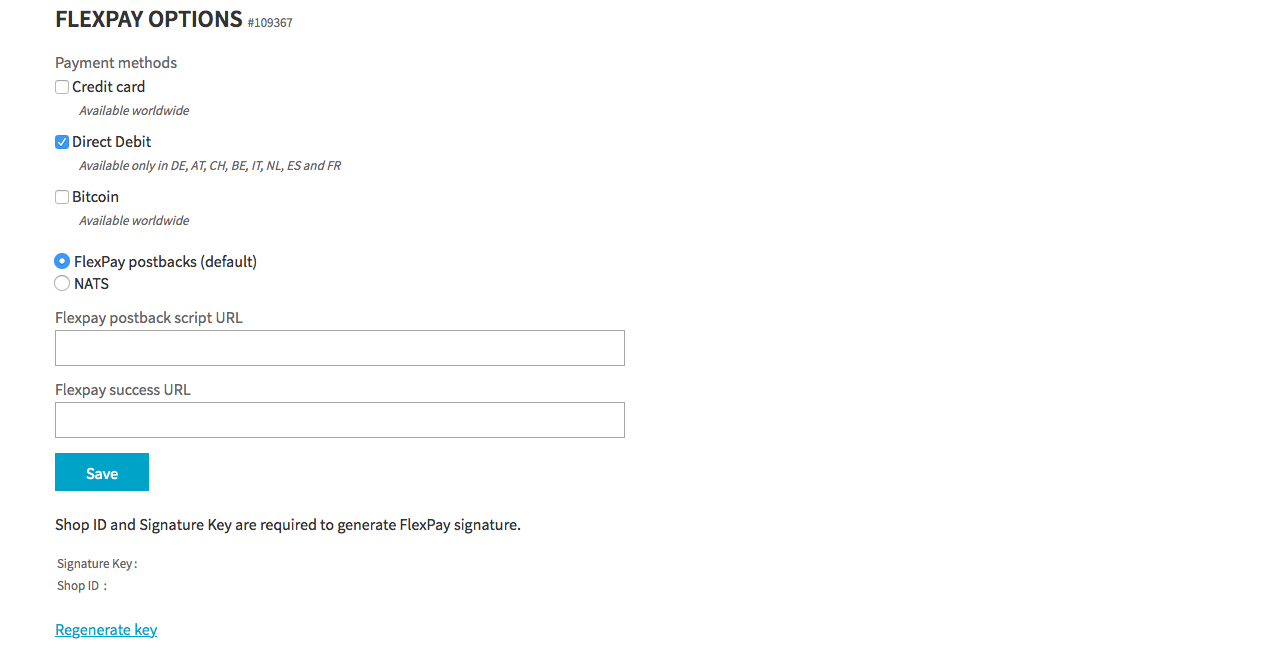 FLEXPAY OPTIONS #109367
Payment methods
Credit card
Available worldwide
Direct Debit
Available only in DE, AT, CH, BE, IT, NL, ES and FR
Bitcoin
Available worldwide
FlexPay postbacks (default)
NATS
Flexpay postback script URL
Flexpay success URL
Save
Shop ID and Signature Key are required to generate FlexPay signature.
Signature Key:
Shop ID :
Regenerate key